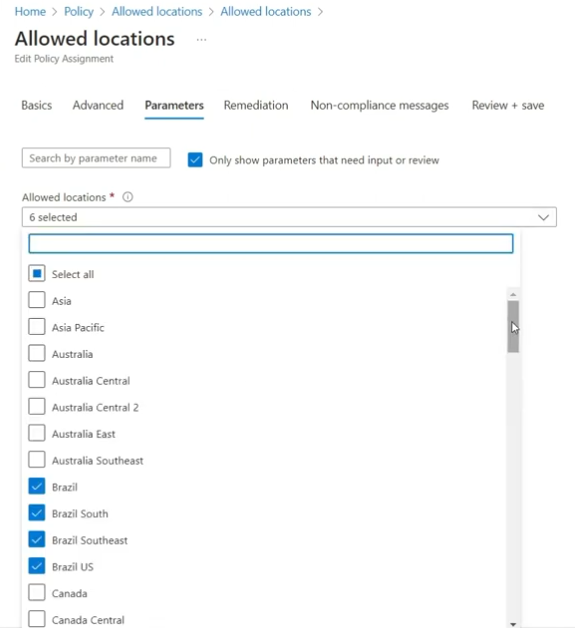 Home > Policy > Allowed locations > Allowed locations >
Allowed locations ...
Edit Policy Assignment
Basics Advanced Parameters Remediation Non-compliance messages Review + save
Search by parameter name Only show parameters that need input or review
Allowed locations *
6 selected
Select all
Asia
Asia Pacific
Australia
Australia Central
Australia Central 2
Australia East
Australia Southeast
Brazil
Brazil South
Brazil Southeast
Brazil US
Canada
Canada Central